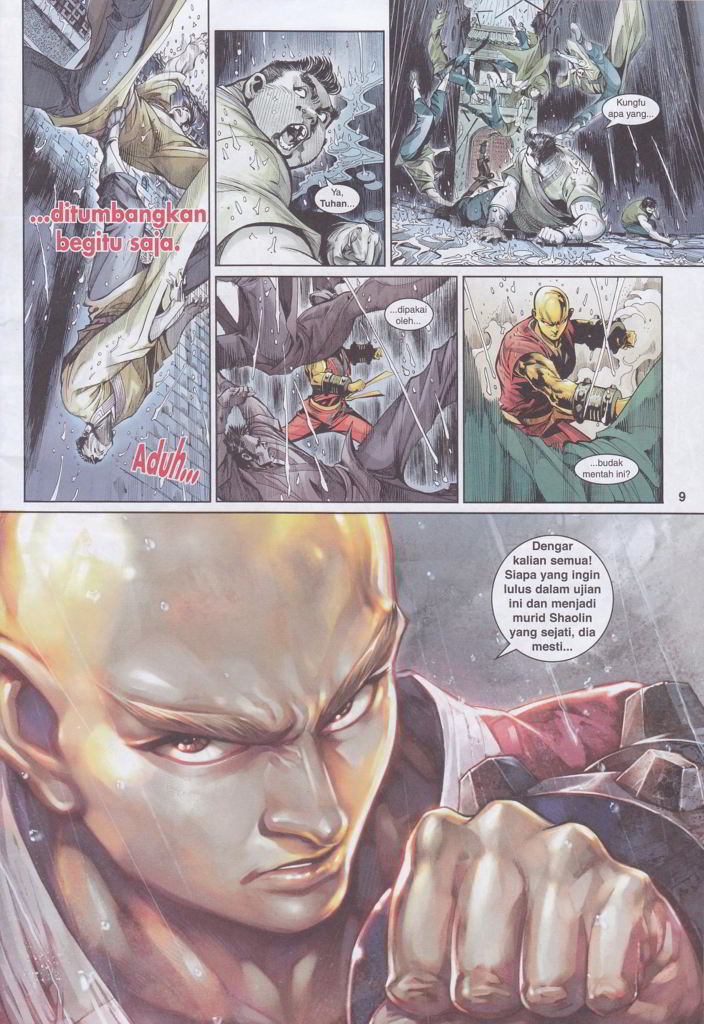 ...ditumbangkan
begitu saja.
Aduh...
Ya,
Tuhan...
Kungfu
apa yang...
...dipakai
oleh...
...budak
mentah ini?
9
Dengar
kalian semua!
Siapa yang ingin
lulus dalam ujian
ini dan menjadi
murid Shaolin
yang sejati, dia
mesti...